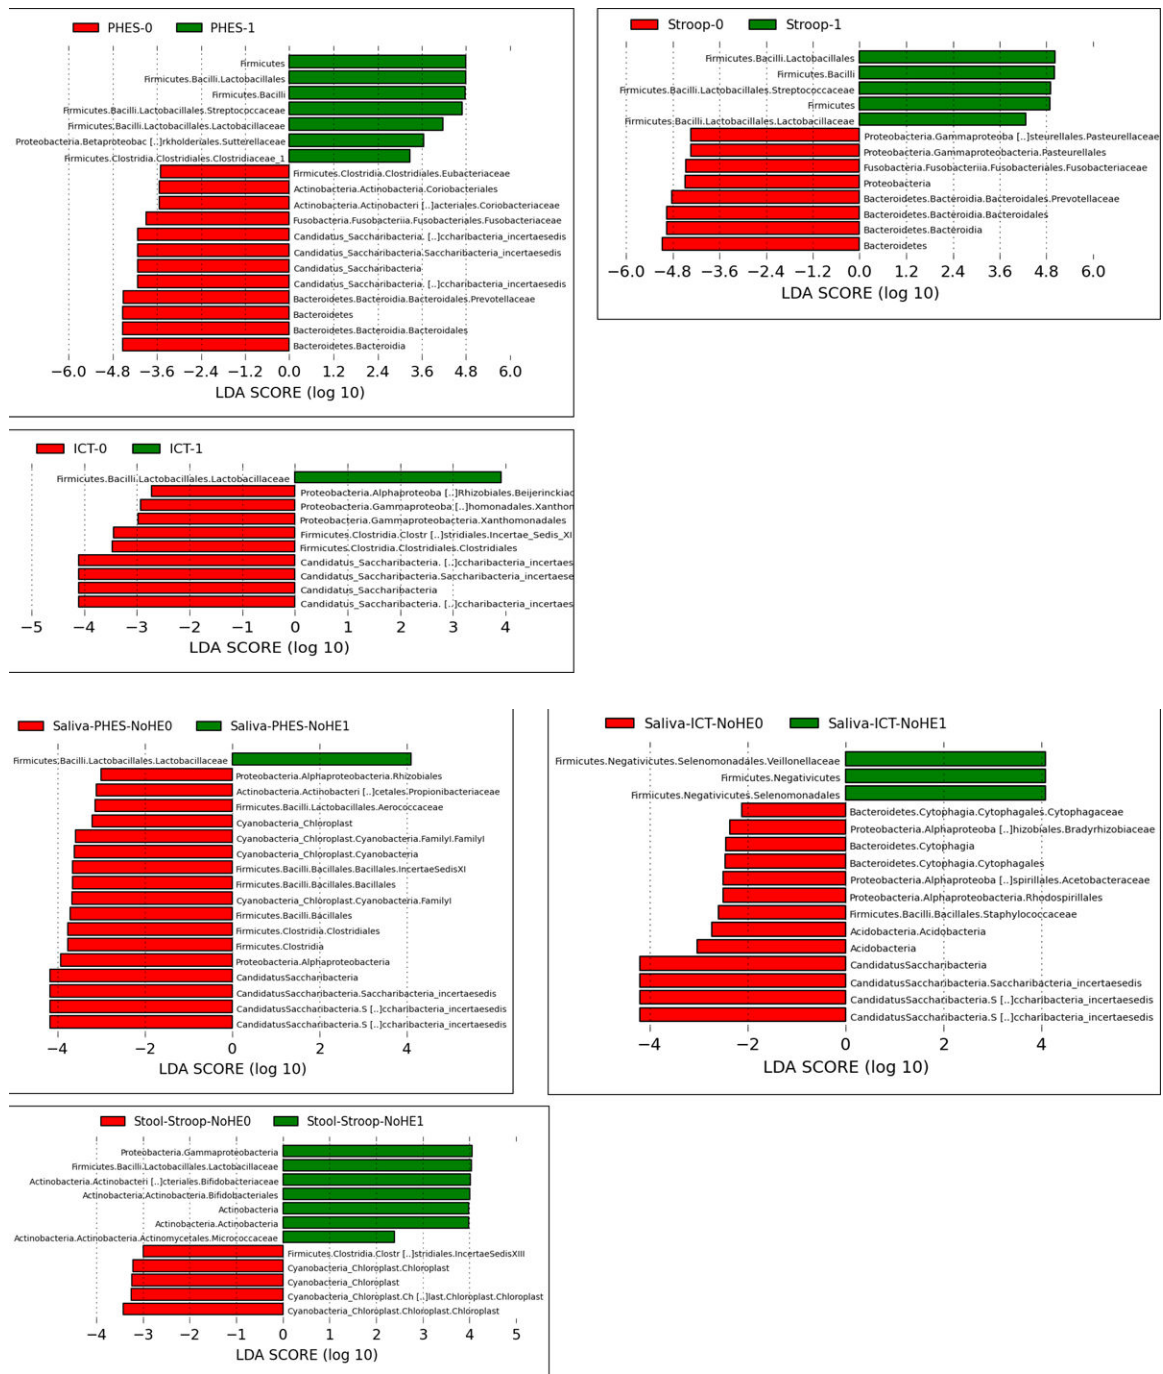 PHES-0 PHES-1
Firmicutes
Firmicutes.Bacilli.Lactobacillales
Firmicutes.Bacilli
Firmicutes.Bacilli.Lactobacillales.Streptococcaceae
Firmicutes.Bacilli.Lactobacillales.Lactobacillaceae
Proteobacteria.Betaproteobac [..]rkholderiales.Sutterellaceae
Firmicutes.Clostridia.Clostridiales.Clostridiaceae_1
Firmicutes.Clostridia.Clostridiales.Eubacteriaceae
Actinobacteria.Actinobacteria.Coriobacteriales
Actinobacteria.Actinobacteri [..]acteriales.Coriobacteriaceae
Fusobacteria.Fusobacteriia.Fusobacteriales.Fusobacteriaceae
Candidatus_Saccharibacteria. [..]ccharibacteria_incertaesedis
Candidatus_Saccharibacteria.Saccharibacteria_incertaesedis
Candidatus_Saccharibacteria
Candidatus_Saccharibacteria. [..]ccharibacteria_incertaesedis
Bacteroidetes.Bacteroidia.Bacteroidales.Prevotellaceae
Bacteroidetes
Bacteroidetes.Bacteroidia.Bacteroidales
Bacteroidetes.Bacteroidia
−6.0 −4.8 −3.6 −2.4 −1.2 0.0 1.2 2.4 3.6 4.8 6.0
LDA SCORE (log 10)
Stroop-0 Stroop-1
Firmicutes.Bacilli.Lactobacillales
Firmicutes.Bacilli
Firmicutes.Bacilli.Lactobacillales.Streptococcaceae
Firmicutes
Firmicutes.Bacilli.Lactobacillales.Lactobacillaceae
Proteobacteria.Gammaproteoba [..]steurellales.Pasteurellaceae
Proteobacteria.Gammaproteobacteria.Pasteurellales
Fusobacteria.Fusobacteriia.Fusobacteriales.Fusobacteriaceae
Proteobacteria
Bacteroidetes.Bacteroidia.Bacteroidales.Prevotellaceae
Bacteroidetes.Bacteroidia.Bacteroidales
Bacteroidetes.Bacteroidia
Bacteroidetes
−6.0 −4.8 −3.6 −2.4 −1.2 0.0 1.2 2.4 3.6 4.8 6.0
LDA SCORE (log 10)
ICT-0 ICT-1
Firmicutes.Bacilli.Lactobacillales.Lactobacillaceae
Proteobacteria.Alphaproteoba [..]Rhizobiales.Beijerinckiac
Proteobacteria.Gammaproteoba [..]homonadales.Xanthom
Proteobacteria.Gammaproteobacteria.Xanthomonadales
Firmicutes.Clostridia.Clostr [..]stridiales.Incertae_Sedis_XI
Firmicutes.Clostridia.Clostridiales.Clostridiales
Candidatus_Saccharibacteria. [..]ccharibacteria_incertaes
Candidatus_Saccharibacteria.Saccharibacteria_incertaese
Candidatus_Saccharibacteria
Candidatus_Saccharibacteria. [..]ccharibacteria_incertaes
−5 −4 −3 −2 −1 0 1 2 3 4
LDA SCORE (log 10)
Saliva-PHES-NoHE0 Saliva-PHES-NoHE1
Firmicutes.Bacilli.Lactobacillales.Lactobacillaceae
Proteobacteria.Alphaproteobacteria.Rhizobiales
Actinobacteria.Actinobacteri [..]cetales.Propionibacteriaceae
Firmicutes.Bacilli.Lactobacillales.Aerococcaceae
Cyanobacteria_Chloroplast
Cyanobacteria_Chloroplast.Cyanobacteria.FamilyI.FamilyI
Cyanobacteria_Chloroplast.Cyanobacteria
Firmicutes.Bacilli.Bacillales.Bacillales.IncertaeSedisXI
Firmicutes.Bacilli.Bacillales.Bacillales
Cyanobacteria_Chloroplast.Cyanobacteria.FamilyI
Firmicutes.Bacilli.Bacillales
Firmicutes.Clostridia.Clostridiales
Firmicutes.Clostridia
Proteobacteria.Alphaproteobacteria
CandidatusSaccharibacteria
CandidatusSaccharibacteria.Saccharibacteria_incertaesedis
CandidatusSaccharibacteria.S [..]ccharibacteria_incertaesedis
CandidatusSaccharibacteria.S [..]ccharibacteria_incertaesedis
−4 −2 0 2 4
LDA SCORE (log 10)
Saliva-ICT-NoHE0 Saliva-ICT-NoHE1
Firmicutes.Negativicutes.Selenomonadales.Veillonellaceae
Firmicutes.Negativicutes
Firmicutes.Negativicutes.Selenomonadales
Bacteroidetes.Cytophagia.Cytophagales.Cytophagaceae
Proteobacteria.Alphaproteoba [..]hizobiales.Bradyrhizobiaceae
Bacteroidetes.Cytophagia
Bacteroidetes.Cytophagia.Cytophagales
Proteobacteria.Alphaproteoba [..]spirillales.Acetobacteraceae
Proteobacteria.Alphaproteobacteria.Rhodospirillales
Firmicutes.Bacilli.Bacillales.Staphylococcaceae
Acidobacteria.Acidobacteria
Acidobacteria
CandidatusSaccharibacteria
CandidatusSaccharibacteria.Saccharibacteria_incertaesedis
CandidatusSaccharibacteria.S [..]ccharibacteria_incertaesedis
CandidatusSaccharibacteria.S [..]ccharibacteria_incertaesedis
−4 −2 0 2 4
LDA SCORE (log 10)
Stool-Stroop-NoHE0 Stool-Stroop-NoHE1
Proteobacteria.Gammaproteobacteria
Firmicutes.Bacilli.Lactobacillales.Lactobacillaceae
Actinobacteria.Actinobacteri [..]cteriales.Bifidobacteriaceae
Actinobacteria.Actinobacteria.Bifidobacteriales
Actinobacteria
Actinobacteria.Actinobacteria
Actinobacteria.Actinobacteria.Actinomycetales.Micrococcaceae
Firmicutes.Clostridia.Clostr [..]stridiales.IncertaeSedisXIII
Cyanobacteria_Chloroplast.Chloroplast
Cyanobacteria_Chloroplast
Cyanobacteria_Chloroplast.Ch [..]last.Chloroplast.Chloroplast
Cyanobacteria_Chloroplast.Chloroplast.Chloroplast
−4 −3 −2 −1 0 1 2 3 4 5
LDA SCORE (log 10)